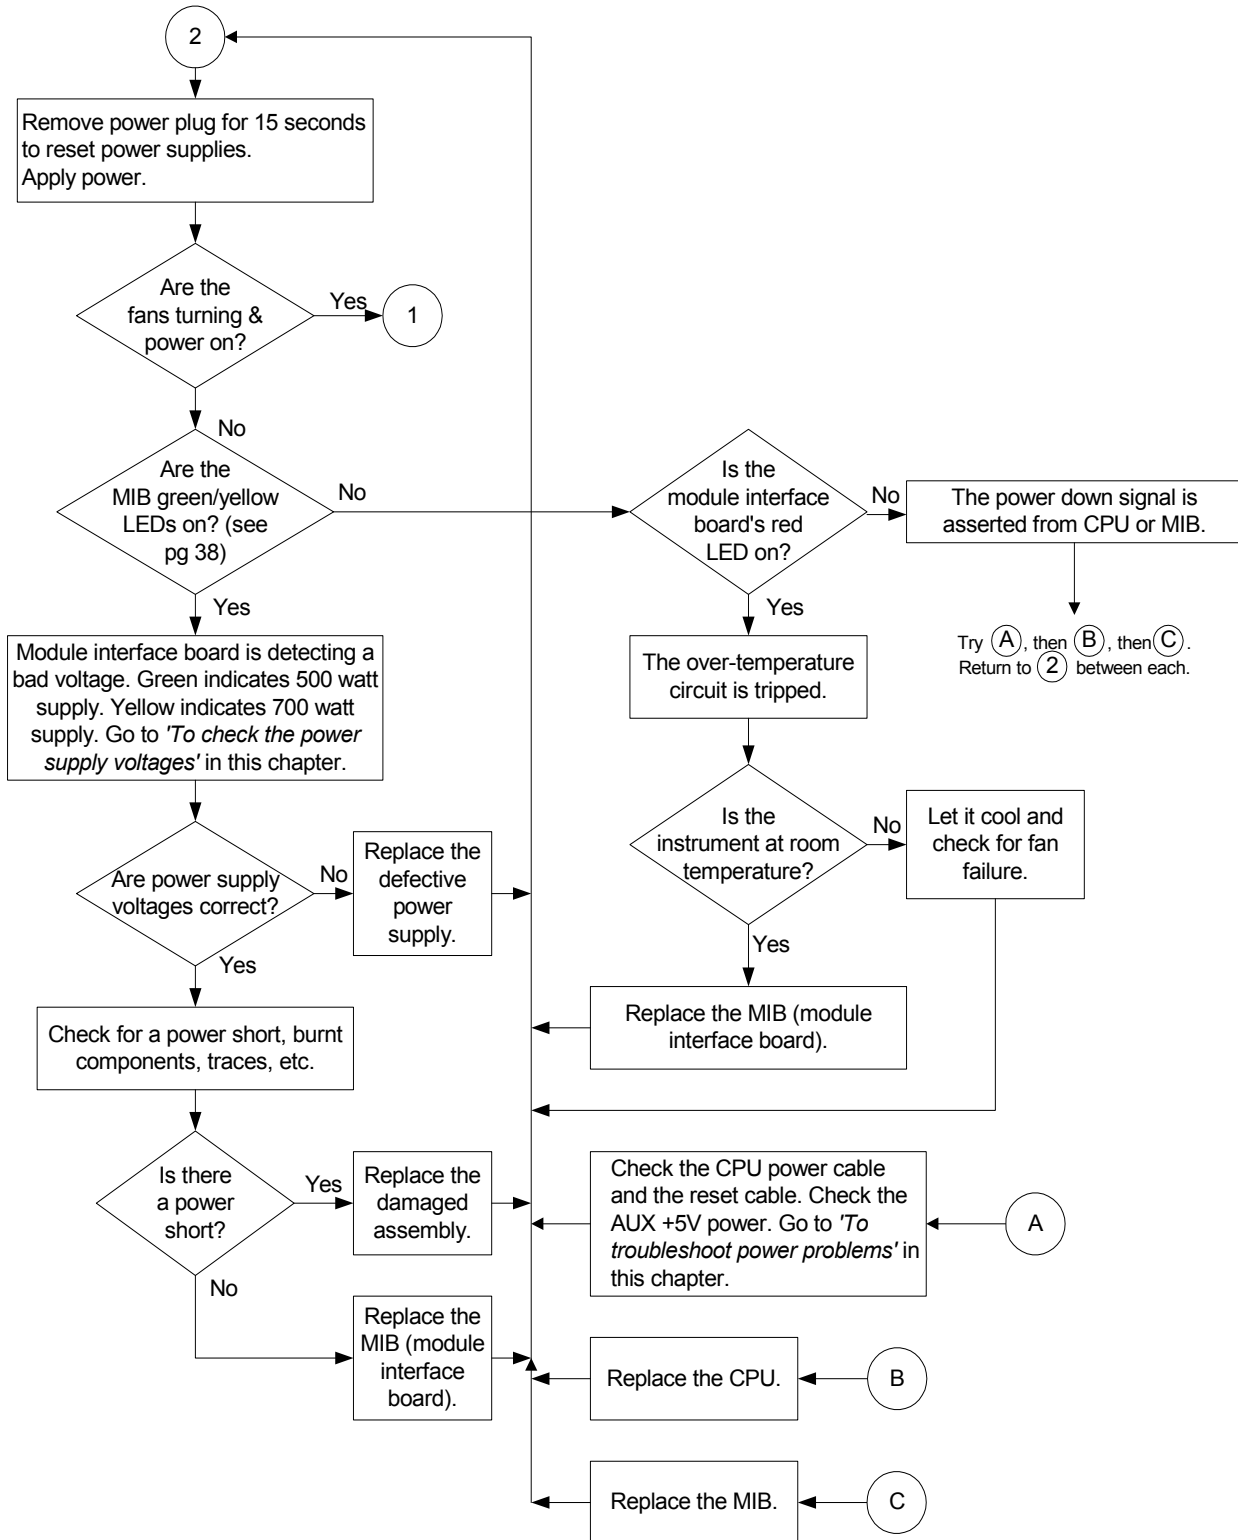 2
Remove power plug for 15 seconds
to reset power supplies.
Apply power.
Are the
fans turning &
power on?
Yes
1
No
Are the
MIB green/yellow
LEDs on? (see
pg 38)
No
Is the
module interface
board's red
LED on?
No
The power down signal is
asserted from CPU or MIB.
Try A, then B, then C.
Return to 2 between each.
Yes
Module interface board is detecting a
bad voltage. Green indicates 500 watt
supply. Yellow indicates 700 watt
supply. Go to 'To check the power
supply voltages' in this chapter.
Yes
The over-temperature
circuit is tripped.
Is the
instrument at room
temperature?
No
Let it cool and
check for fan
failure.
Are power supply
voltages correct?
No
Replace the
defective
power
supply.
Yes
Replace the MIB (module
interface board).
Yes
Check for a power short, burnt
components, traces, etc.
Is there
a power
short?
Yes
Replace the
damaged
assembly.
Check the CPU power cable
and the reset cable. Check the
AUX +5V power. Go to 'To
troubleshoot power problems' in
this chapter.
A
No
Replace the
MIB (module
interface
board).
Replace the CPU.
B
Replace the MIB.
C